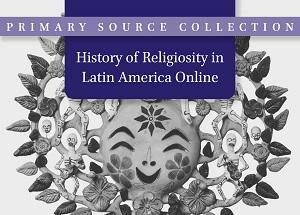 PRIMARY SOURCE COLLECTION
History of Religiosity in
Latin America Online